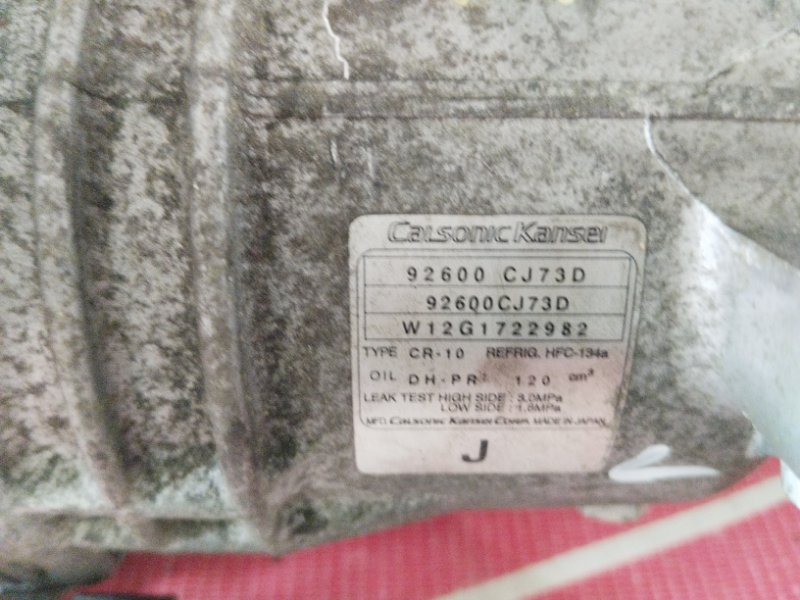 Calsonic Kansei
92600 CJ73D
92600CJ73D
W12G1722982
TYPE CR-10 REFRIG. HFC-134a
OIL DH-PR 120 cm³
LEAK TEST HIGH SIDE : 3.0MPa
LOW SIDE : 1.6MPa
MFD. Calsonic Kansei Corp. MADE IN JAPAN
J